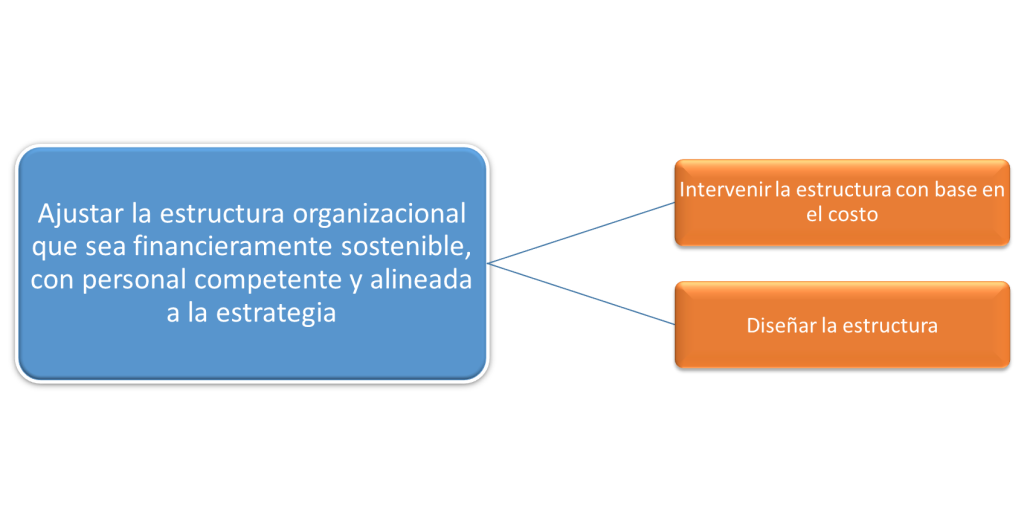 Ajustar la estructura organizacional
que sea financieramente sostenible,
con personal competente y alineada
a la estrategia
Intervenir la estructura con base en
el costo
Diseñar la estructura